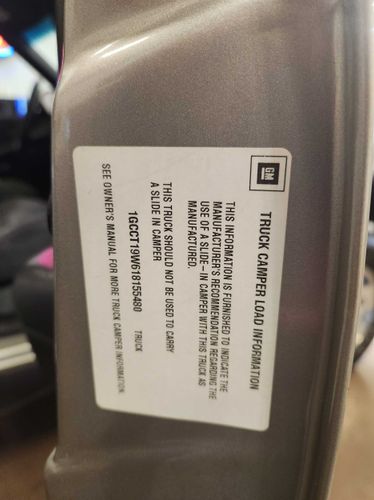 GM
TRUCK CAMPER LOAD INFORMATION
THIS INFORMATION IS FURNISHED TO INDICATE THE
MANUFACTURER'S RECOMMENDATION REGARDING THE
USE OF A SLIDE-IN CAMPER WITH THIS TRUCK AS
MANUFACTURED.
THIS TRUCK SHOULD NOT BE USED TO CARRY
A SLIDE IN CAMPER
1GCCT19W618155480 TRUCK
SEE OWNER'S MANUAL FOR MORE TRUCK CAMPER INFORMATION.